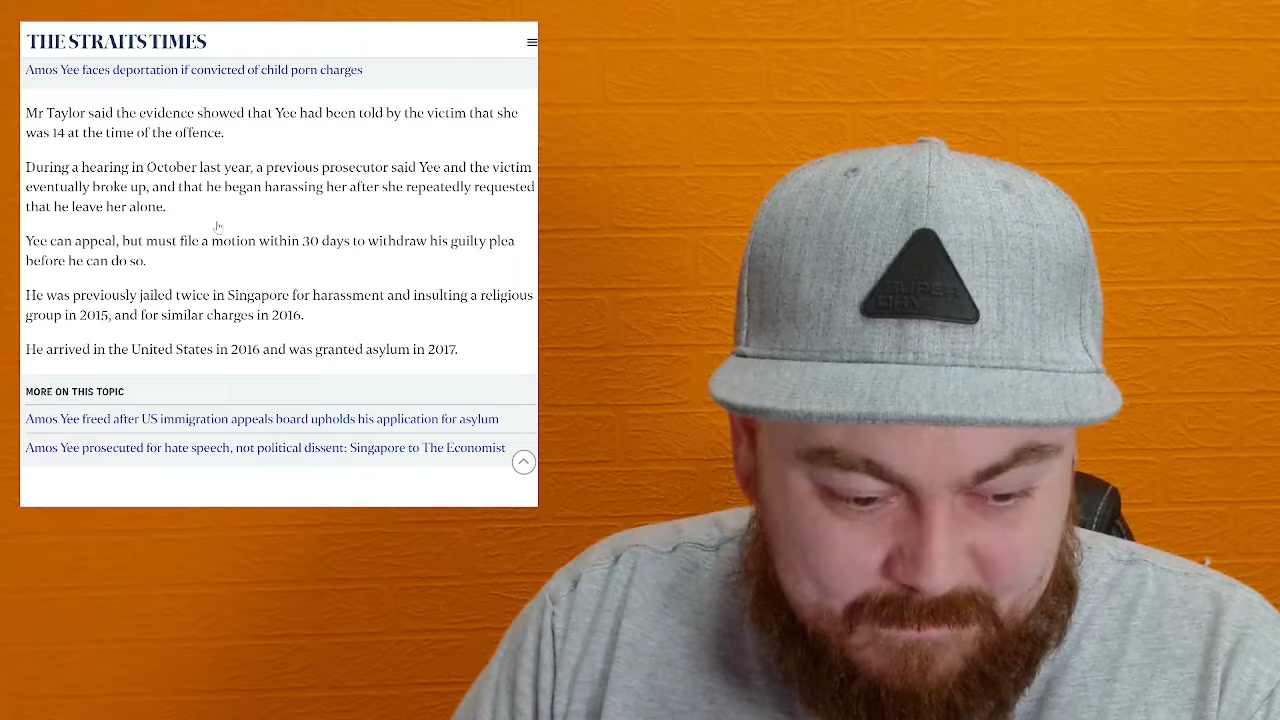 THE STRAITS TIMES
Amos Yee faces deportation if convicted of child porn charges
Mr Taylor said the evidence showed that Yee had been told by the victim that she
was 14 at the time of the offence.
During a hearing in October last year, a previous prosecutor said Yee and the victim
eventually broke up, and that he began harassing her after she repeatedly requested
that he leave her alone.
Yee can appeal, but must file a motion within 30 days to withdraw his guilty plea
before he can do so.
He was previously jailed twice in Singapore for harassment and insulting a religious
group in 2015, and for similar charges in 2016.
He arrived in the United States in 2016 and was granted asylum in 2017.
MORE ON THIS TOPIC
Amos Yee freed after US immigration appeals board upholds his application for asylum
Amos Yee prosecuted for hate speech, not political dissent: Singapore to The Economist
SUPER
DRY